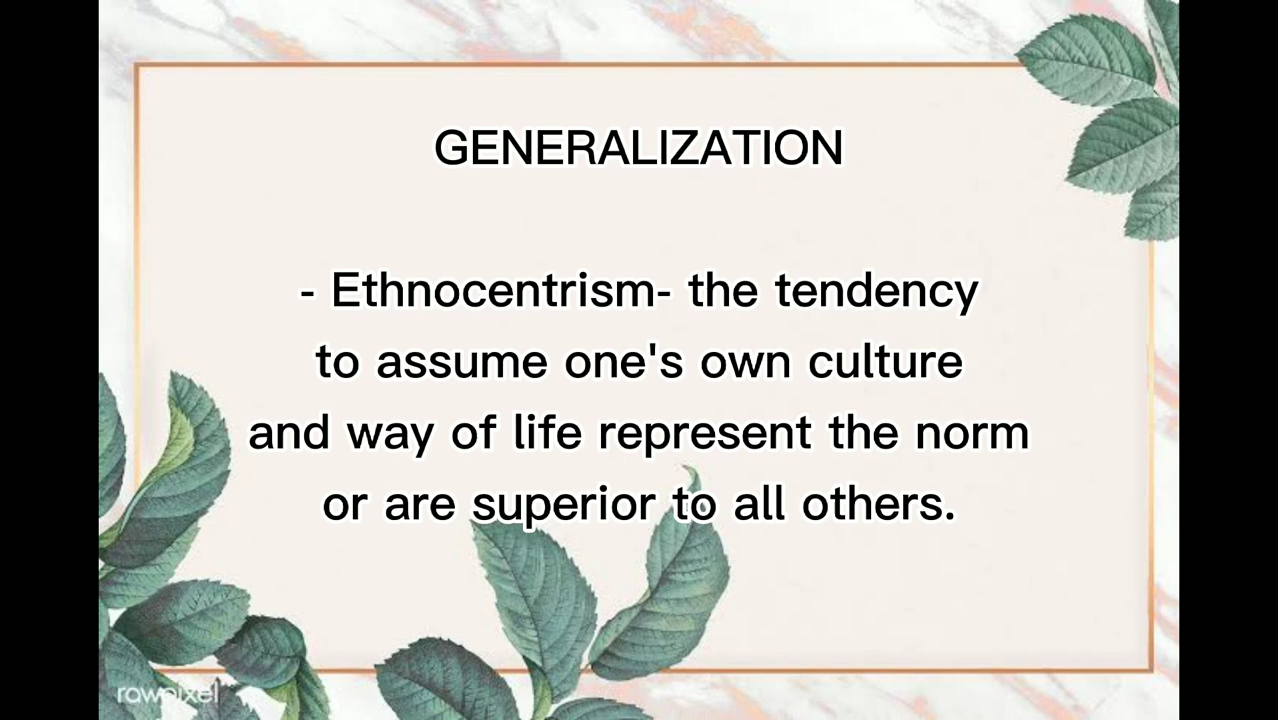 GENERALIZATION
- Ethnocentrism- the tendency
to assume one's own culture
and way of life represent the norm
or are superior to all others.
rawpixel